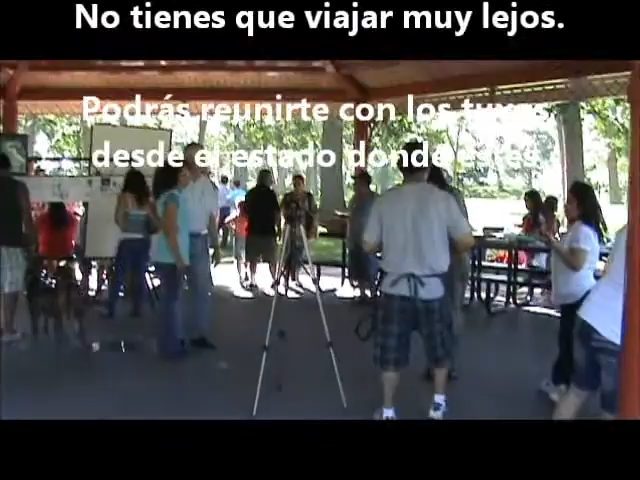 No tienes que viajar muy lejos.
Podrás reunirte con los tuyos
desde el estado donde estés